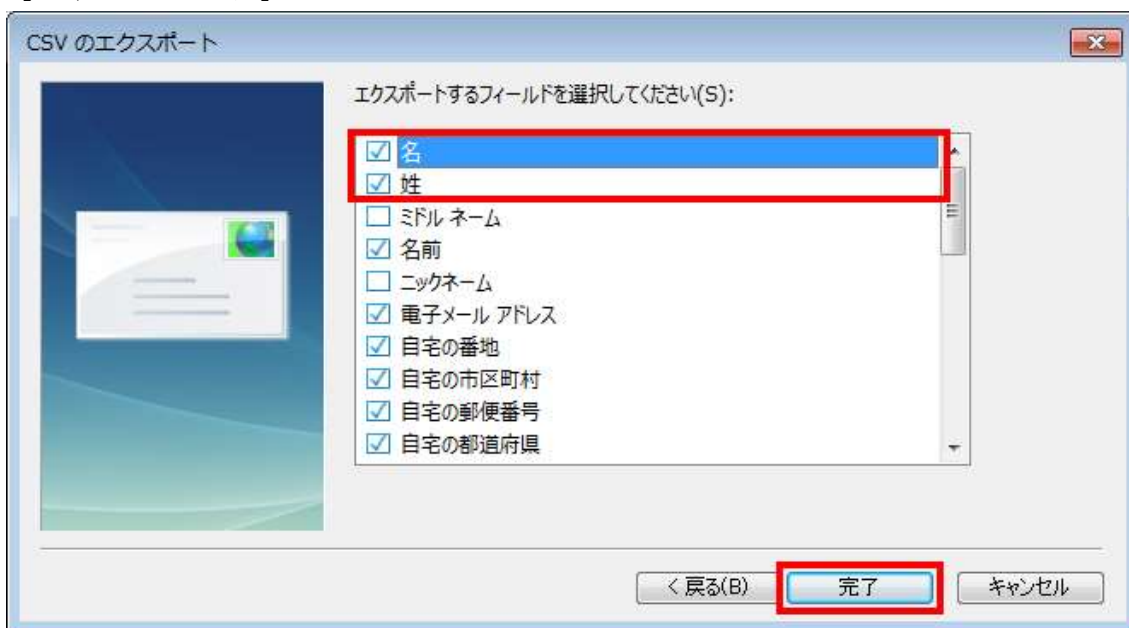 CSV のエクスポート
エクスポートするフィールドを選択してください(S):
名
姓
ミドル ネーム
名前
ニックネーム
電子メール アドレス
自宅の番地
自宅の市区町村
自宅の郵便番号
自宅の都道府県
< 戻る(B) 完了 キャンセル